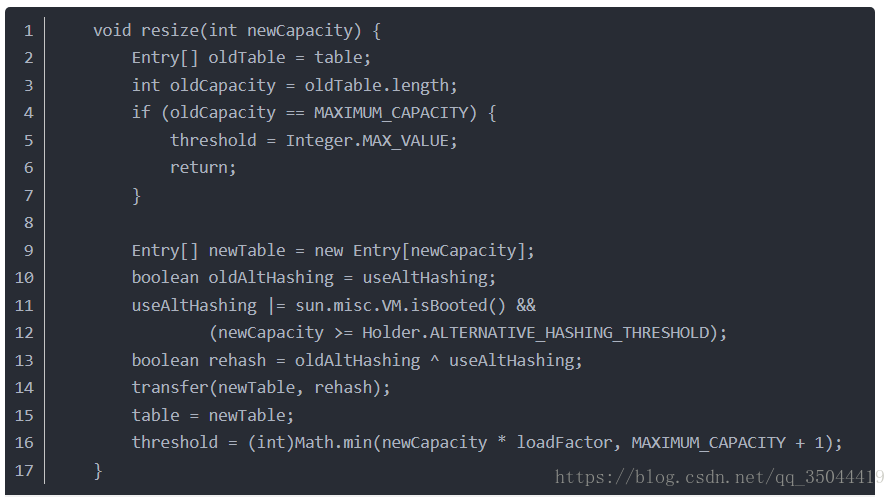 1 void resize(int newCapacity) {
2 Entry[] oldTable = table;
3 int oldCapacity = oldTable.length;
4 if (oldCapacity == MAXIMUM_CAPACITY) {
5 threshold = Integer.MAX_VALUE;
6 return;
7 }
8
9 Entry[] newTable = new Entry[newCapacity];
10 boolean oldAltHashing = useAltHashing;
11 useAltHashing |= sun.misc.VM.isBooted() &&
12 (newCapacity >= Holder.ALTERNATIVE_HASHING_THRESHOLD);
13 boolean rehash = oldAltHashing ^ useAltHashing;
14 transfer(newTable, rehash);
15 table = newTable;
16 threshold = (int)Math.min(newCapacity * loadFactor, MAXIMUM_CAPACITY + 1);
17 }
https://blog.csdn.net/qq_35044419